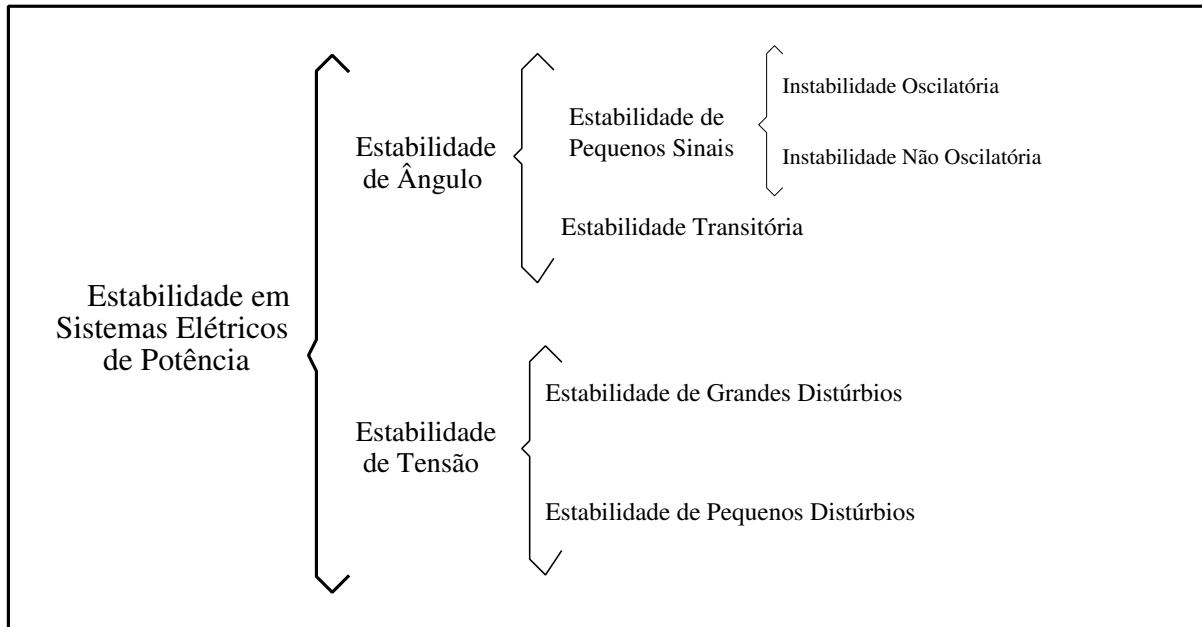 Estabilidade em
Sistemas Elétricos
de Potência
Estabilidade
de Ângulo
Estabilidade de
Pequenos Sinais
Instabilidade Oscilatória
Instabilidade Não Oscilatória
Estabilidade Transitória
Estabilidade
de Tensão
Estabilidade de Grandes Distúrbios
Estabilidade de Pequenos Distúrbios